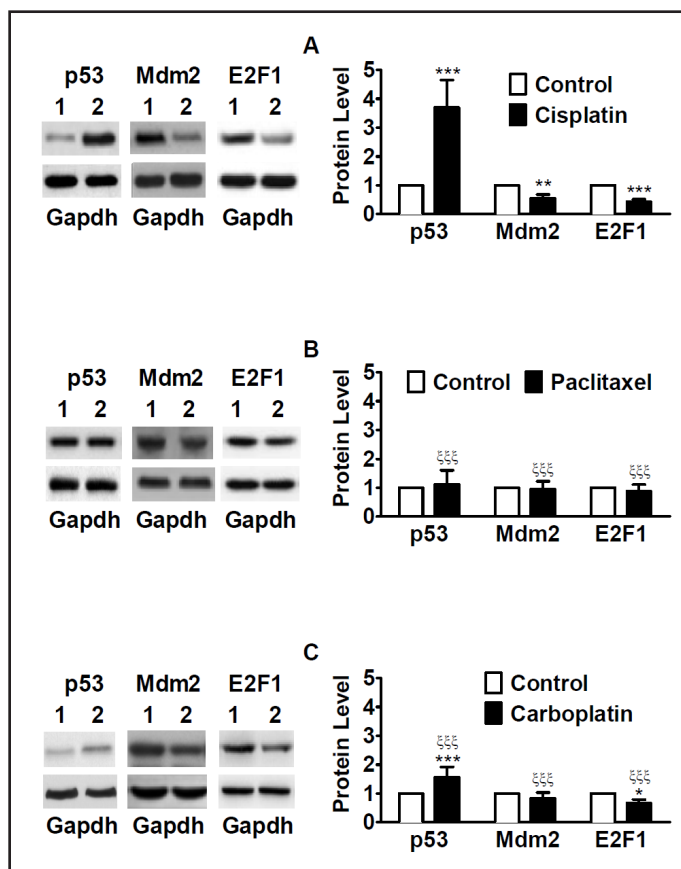 A
p53 Mdm2 E2F1
1 2 1 2 1 2
Gapdh Gapdh Gapdh
Protein Level
5
4
3
2
1
0
***
**
***
Control
Cisplatin
p53 Mdm2 E2F1
B
p53 Mdm2 E2F1
1 2 1 2 1 2
Gapdh Gapdh Gapdh
Protein Level
5
4
3
2
1
0
Control Paclitaxel
ξξξ ξξξ ξξξ
p53 Mdm2 E2F1
C
p53 Mdm2 E2F1
1 2 1 2 1 2
Gapdh Gapdh Gapdh
Protein Level
5
4
3
2
1
0
Control
Carboplatin
ξξξ
***
ξξξ
ξξξ
*
p53 Mdm2 E2F1